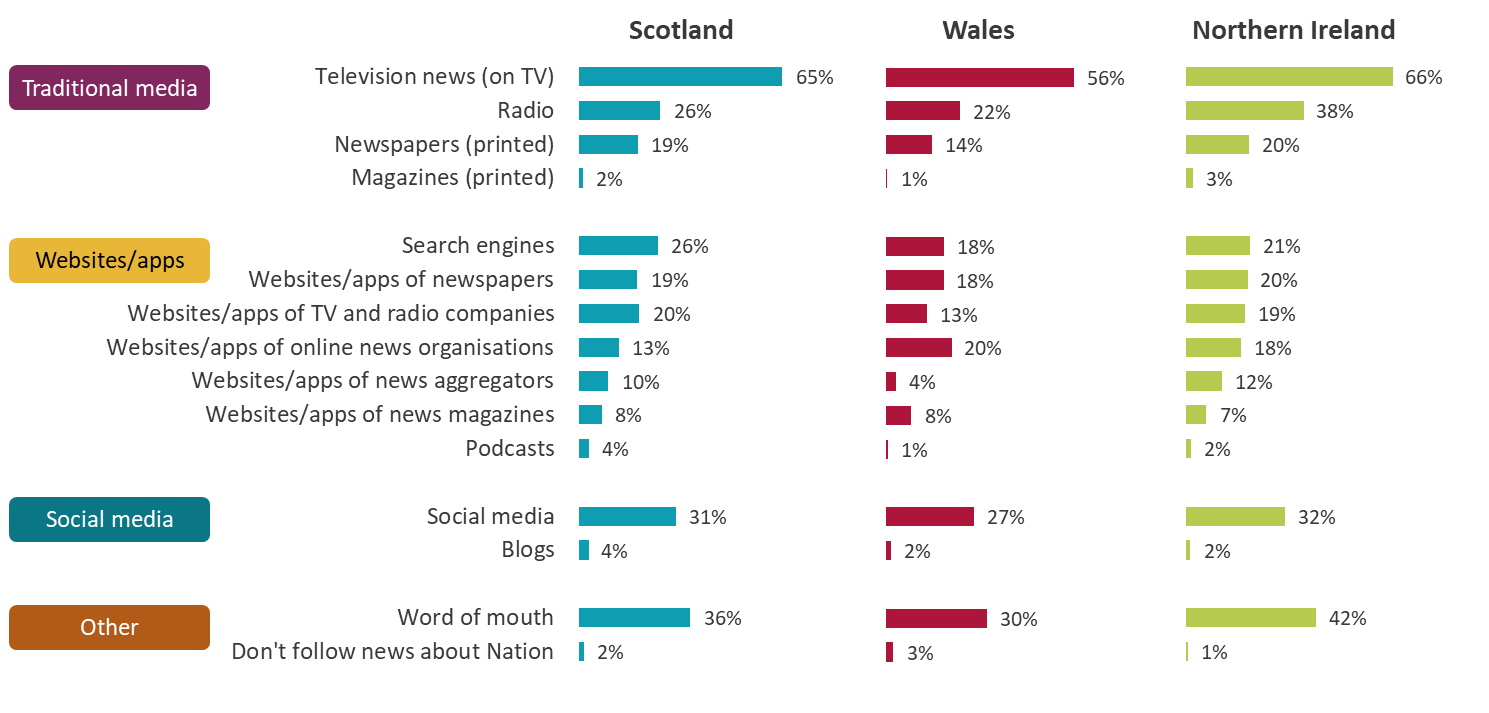 Scotland Wales Northern Ireland
Traditional media
Television news (on TV) 65% 56% 66%
Radio 26% 22% 38%
Newspapers (printed) 19% 14% 20%
Magazines (printed) 2% 1% 3%
Websites/apps
Search engines 26% 18% 21%
Websites/apps of newspapers 19% 18% 20%
Websites/apps of TV and radio companies 20% 13% 19%
Websites/apps of online news organisations 13% 20% 18%
Websites/apps of news aggregators 10% 4% 12%
Websites/apps of news magazines 8% 8% 7%
Podcasts 4% 1% 2%
Social media
Social media 31% 27% 32%
Blogs 4% 2% 2%
Other
Word of mouth 36% 30% 42%
Don't follow news about Nation 2% 3% 1%